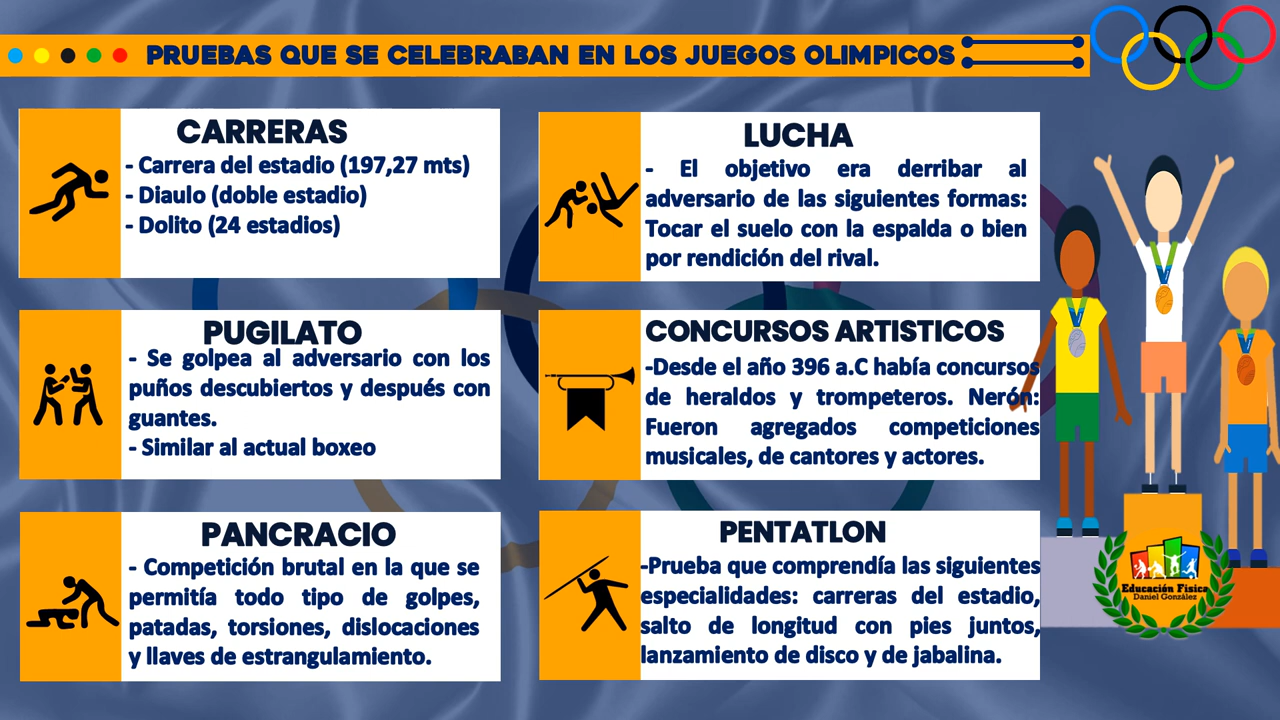 PRUEBAS QUE SE CELEBRABAN EN LOS JUEGOS OLIMPICOS
CARRERAS
- Carrera del estadio (197,27 mts)
- Diaulo (doble estadio)
- Dolito (24 estadios)
LUCHA
- El objetivo era derribar al
adversario de las siguientes formas:
Tocar el suelo con la espalda o bien
por rendición del rival.
PUGILATO
- Se golpea al adversario con los
puños descubiertos y después con
guantes.
- Similar al actual boxeo
CONCURSOS ARTISTICOS
-Desde el año 396 a.C había concursos
de heraldos y trompeteros. Nerón:
Fueron agregados competiciones
musicales, de cantores y actores.
PANCRACIO
- Competición brutal en la que se
permitía todo tipo de golpes,
patadas, torsiones, dislocaciones
y llaves de estrangulamiento.
PENTATLON
-Prueba que comprendía las siguientes
especialidades: carreras del estadio,
salto de longitud con pies juntos,
lanzamiento de disco y de jabalina.
Educación Física
Daniel González